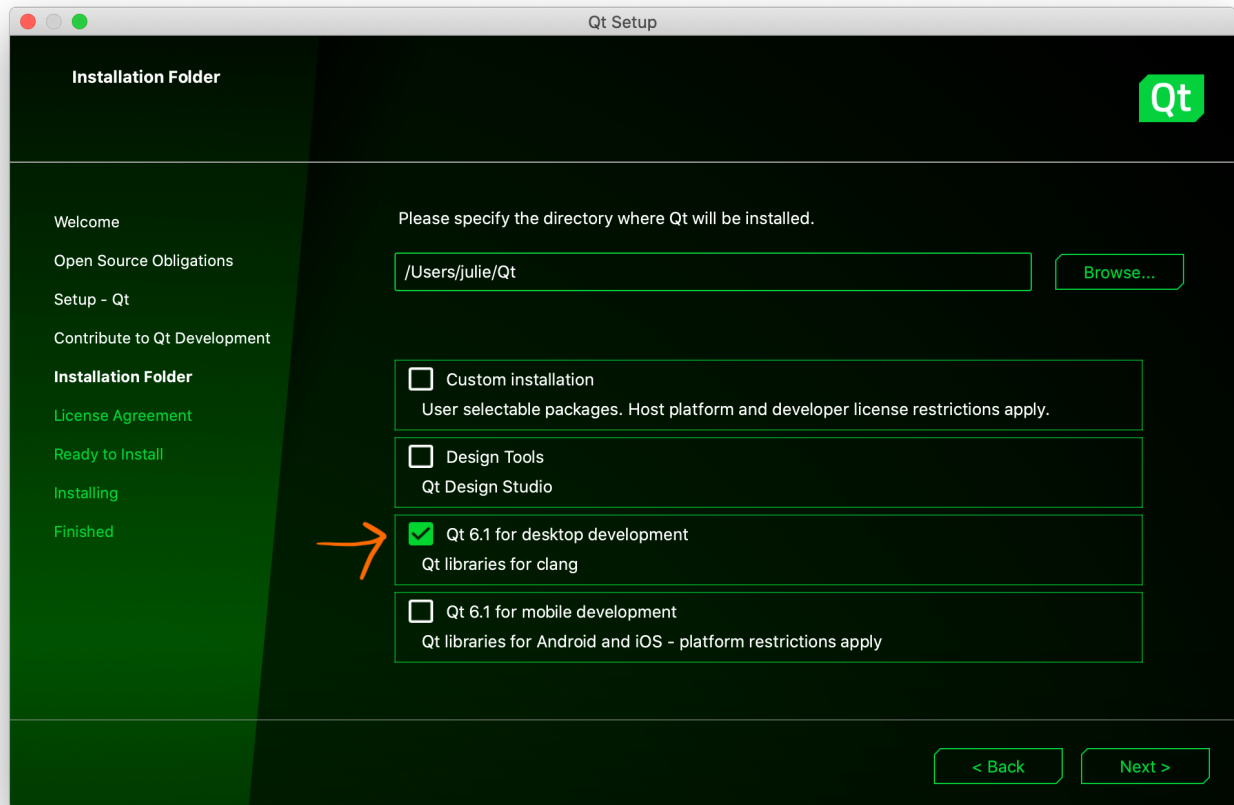 Qt Setup
Installation Folder
Qt
Welcome
Open Source Obligations
Setup - Qt
Contribute to Qt Development
Installation Folder
License Agreement
Ready to Install
Installing
Finished
Please specify the directory where Qt will be installed.
/Users/julie/Qt
Browse...
Custom installation
User selectable packages. Host platform and developer license restrictions apply.
Design Tools
Qt Design Studio
Qt 6.1 for desktop development
Qt libraries for clang
Qt 6.1 for mobile development
Qt libraries for Android and iOS - platform restrictions apply
< Back
Next >